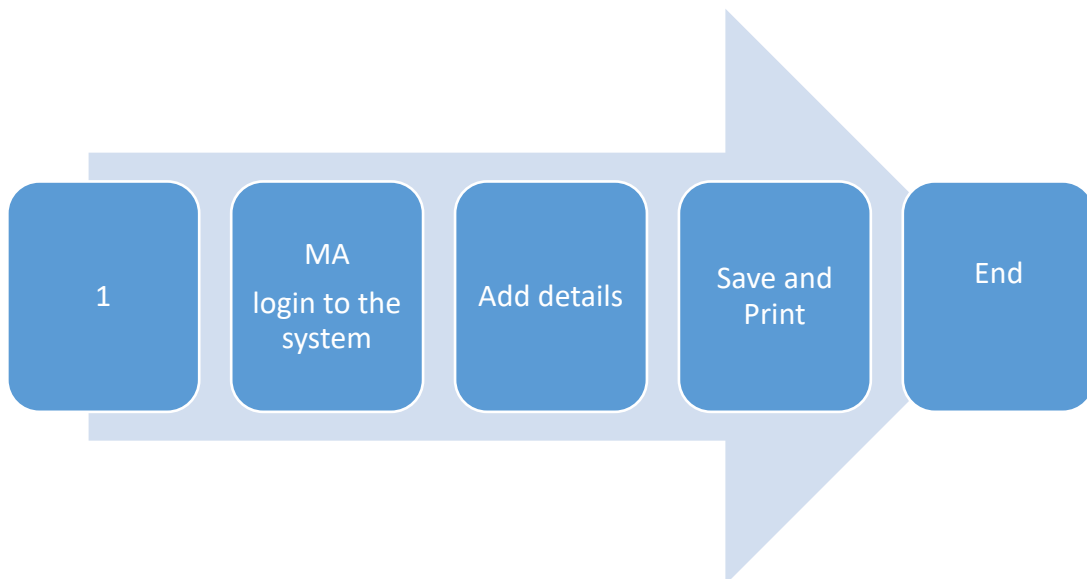 1
MA
login to the
system
Add details
Save and
Print
End